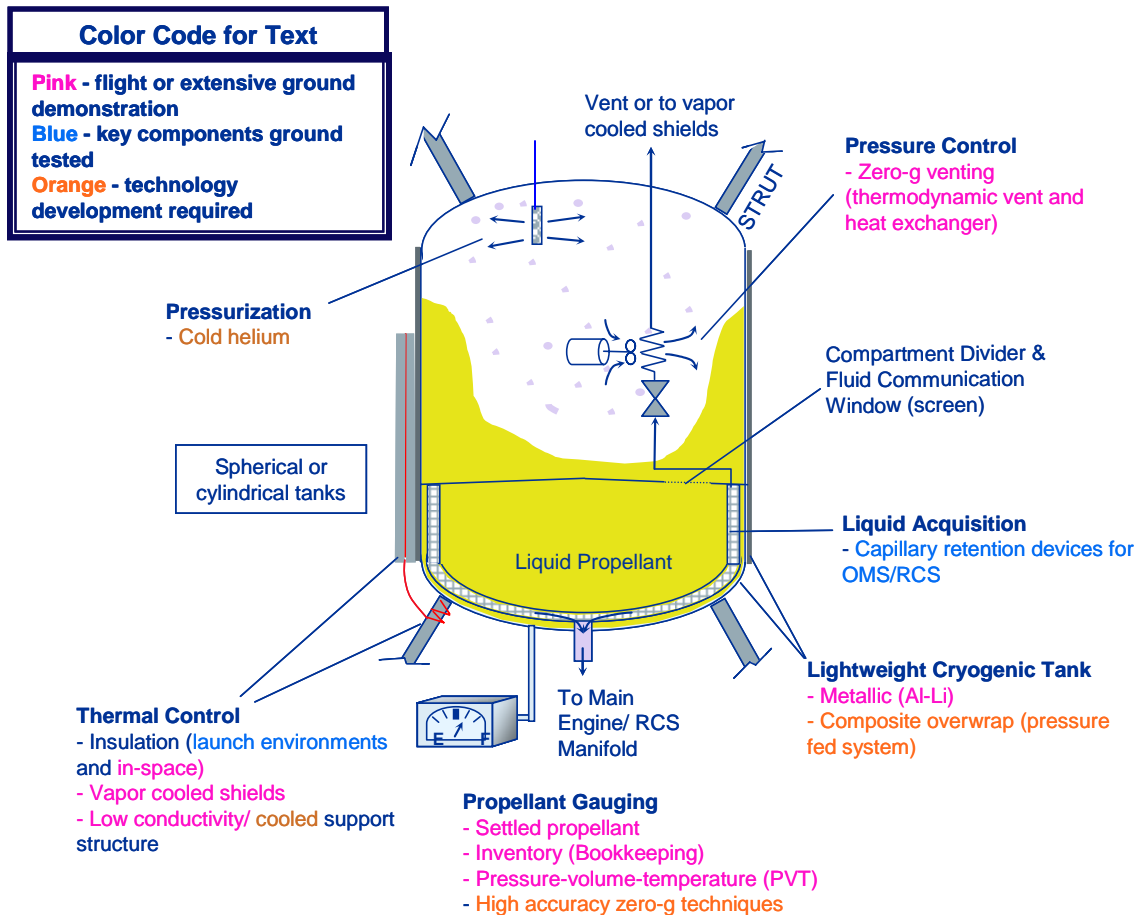 Color Code for Text
Pink - flight or extensive ground
demonstration
Blue - key components ground
tested
Orange - technology
development required
Vent or to vapor
cooled shields
STRUT
Pressure Control
- Zero-g venting
(thermodynamic vent and
heat exchanger)
Pressurization
- Cold helium
Compartment Divider &
Fluid Communication
Window (screen)
Spherical or
cylindrical tanks
Liquid Acquisition
- Capillary retention devices for
OMS/RCS
Liquid Propellant
Lightweight Cryogenic Tank
- Metallic (Al-Li)
- Composite overwrap (pressure
fed system)
To Main
Engine/ RCS
Manifold
E F
Thermal Control
- Insulation (launch environments
and in-space)
- Vapor cooled shields
- Low conductivity/ cooled support
structure
Propellant Gauging
- Settled propellant
- Inventory (Bookkeeping)
- Pressure-volume-temperature (PVT)
- High accuracy zero-g techniques